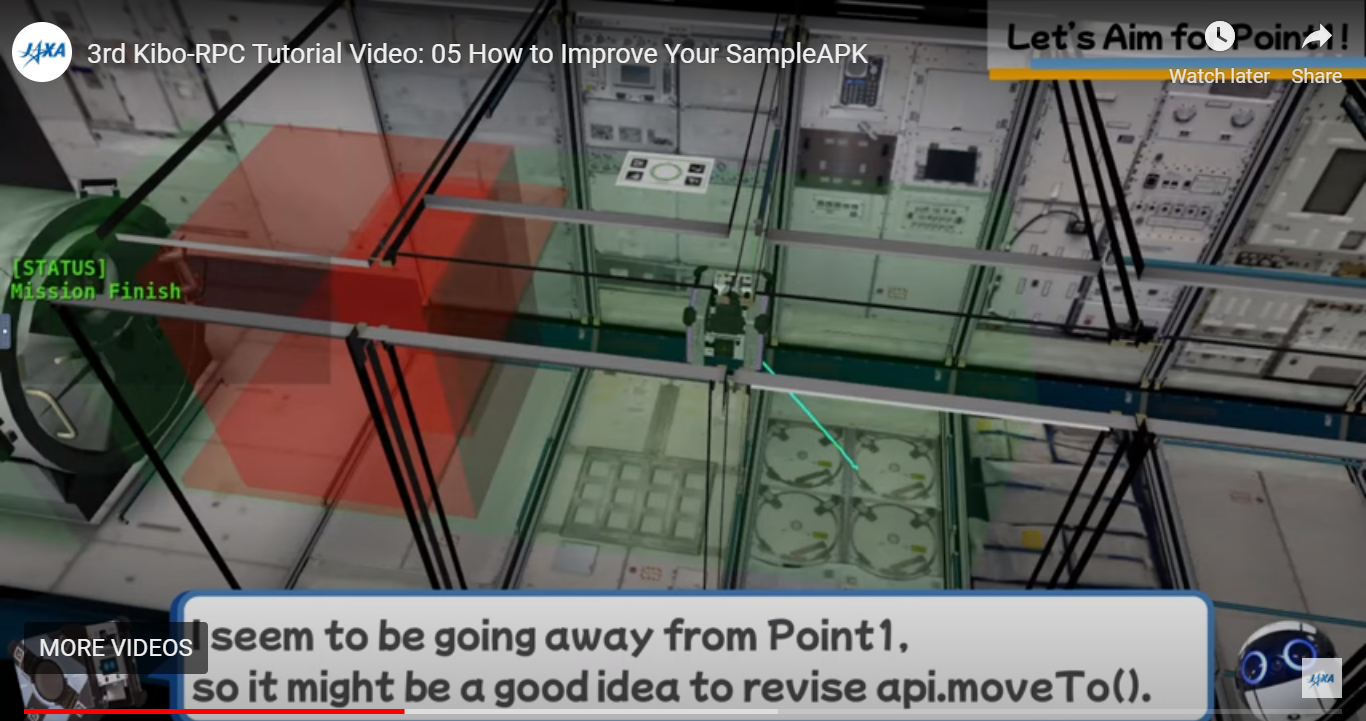 JAXA
3rd Kibo-RPC Tutorial Video: 05 How to Improve Your SampleAPK
Let's Aim for Point1!
Watch later
Share
[STATUS]
Mission Finish
I seem to be going away from Point1,
so it might be a good idea to revise api.moveTo().
MORE VIDEOS
JAXA